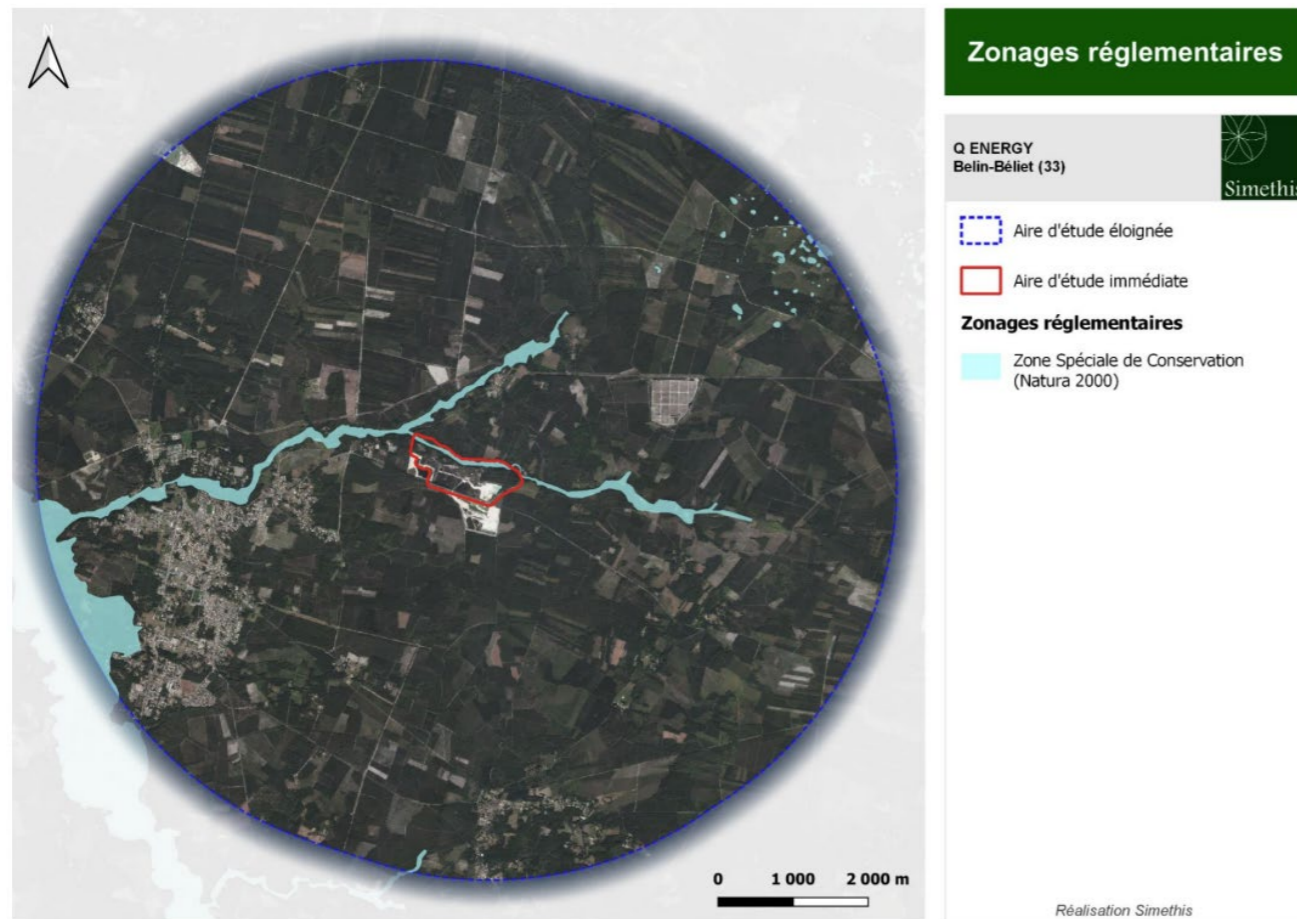 N
Zonages réglementaires
Q ENERGY
Belin-Béliet (33)
Simethis
Aire d'étude éloignée
Aire d'étude immédiate
Zonages réglementaires
Zone Spéciale de Conservation
(Natura 2000)
0 1 000 2 000 m
Réalisation Simethis